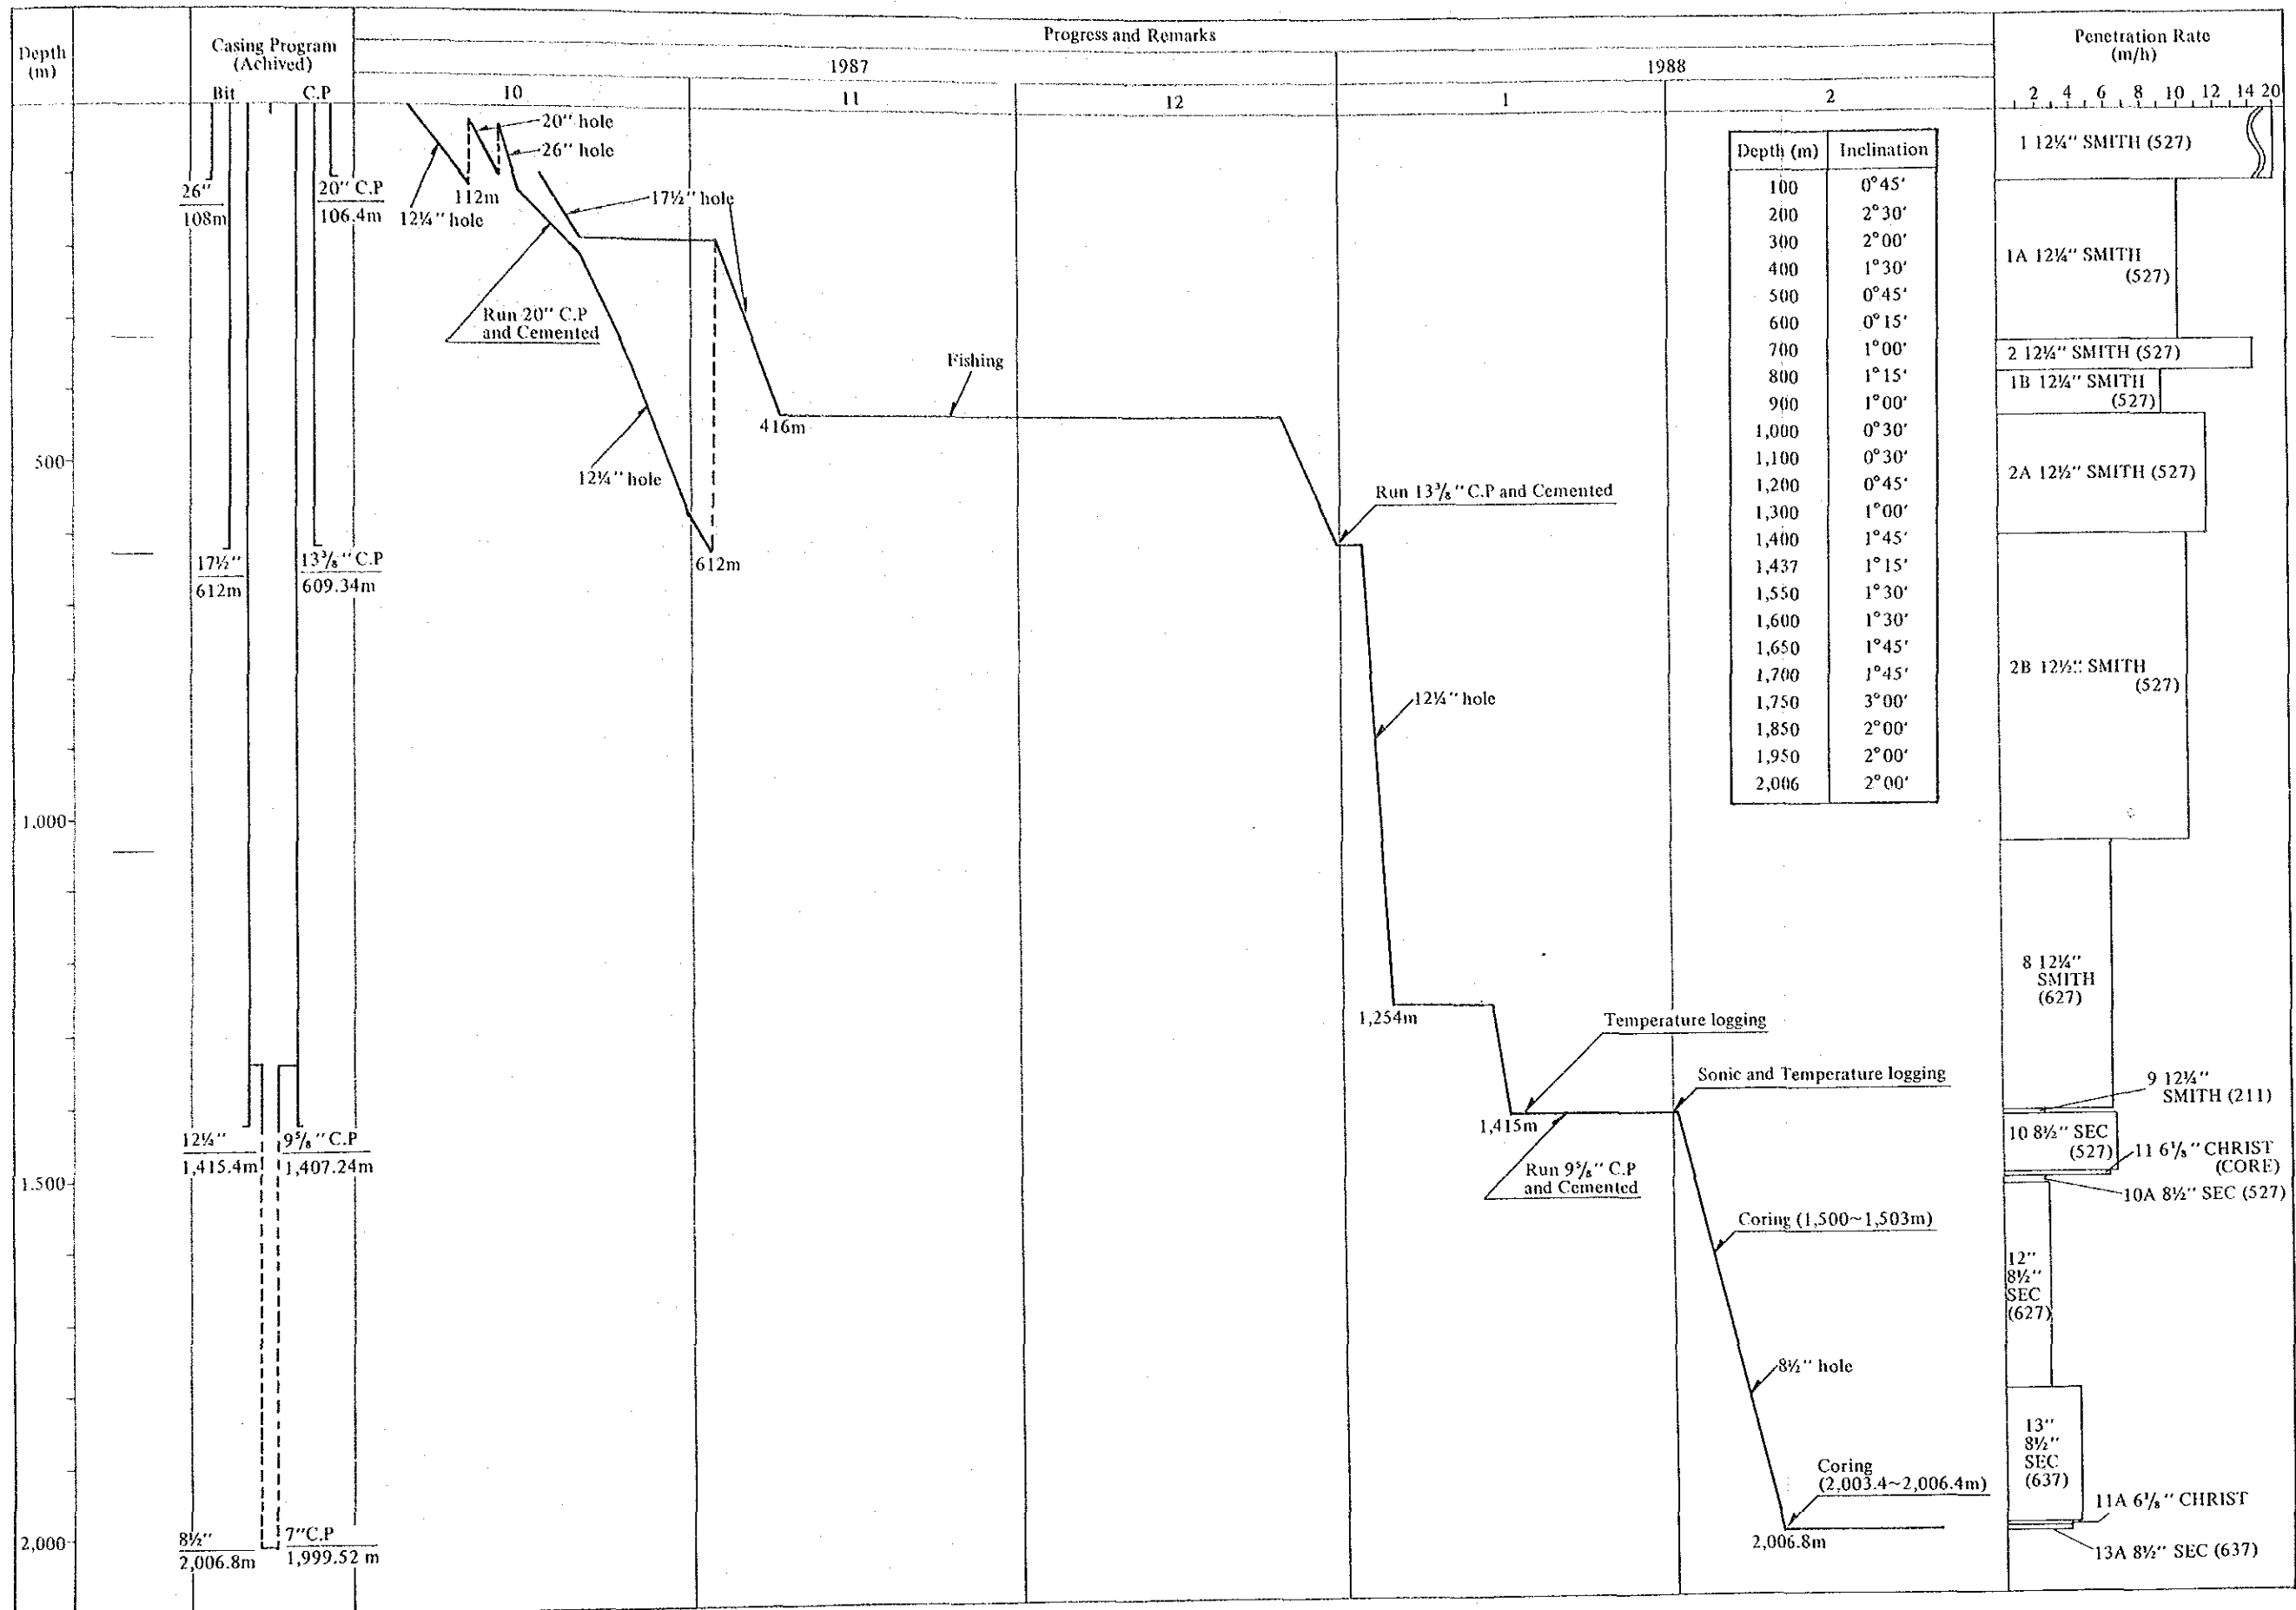 Depth
(m)
Casing Program
(Achived)
Bit
C.P
Progress and Remarks
1987
1988
10
11
12
1
2
Penetration Rate
(m/h)
2 4 6 8 10 12 14 20
500
1,000
1,500
2,000
26"
108m
20" C.P
106.4m
17½"
612m
13⅜" C.P
609.34m
12¼"
1,415.4m
9⅝" C.P
1,407.24m
8½"
2,006.8m
7"C.P
1,999.52 m
12¼" hole
112m
20" hole
26" hole
17½" hole
Run 20" C.P
and Cemented
12¼" hole
612m
416m
Fishing
Run 13⅜" C.P and Cemented
12¼" hole
1,254m
Temperature logging
1,415m
Run 9⅝" C.P
and Cemented
Sonic and Temperature logging
Coring (1,500~1,503m)
8½" hole
Coring
(2,003.4~2,006.4m)
2,006.8m
Depth (m) Inclination
100 0°45'
200 2°30'
300 2°00'
400 1°30'
500 0°45'
600 0°15'
700 1°00'
800 1°15'
900 1°00'
1,000 0°30'
1,100 0°30'
1,200 0°45'
1,300 1°00'
1,400 1°45'
1,437 1°15'
1,550 1°30'
1,600 1°30'
1,650 1°45'
1,700 1°45'
1,750 3°00'
1,850 2°00'
1,950 2°00'
2,006 2°00'
1 12¼" SMITH (527)
1A 12¼" SMITH
(527)
2 12¼" SMITH (527)
1B 12¼" SMITH
(527)
2A 12½" SMITH (527)
2B 12½" SMITH
(527)
8 12¼"
SMITH
(627)
9 12¼"
SMITH (211)
10 8½" SEC
(527)
11 6⅛" CHRIST
(CORE)
10A 8½" SEC (527)
12"
8½"
SEC
(627)
13"
8½"
SEC
(637)
11A 6⅛" CHRIST
13A 8½" SEC (637)